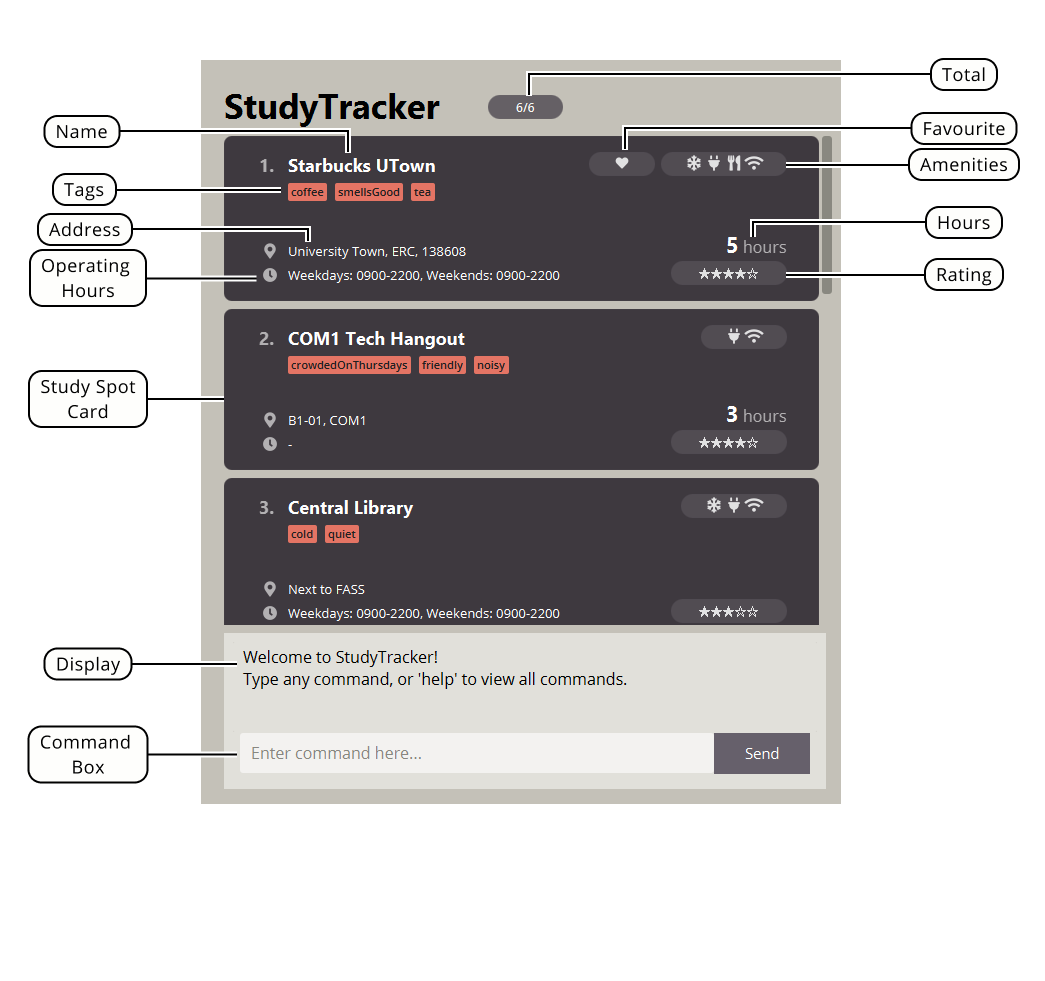 Total
StudyTracker
6/6
Name
Favourite
1. Starbucks UTown
Amenities
Tags
coffee smellsGood tea
Address
Hours
University Town, ERC, 138608
5 hours
Operating
Hours
Weekdays: 0900-2200, Weekends: 0900-2200
Rating
2. COM1 Tech Hangout
crowdedOnThursdays friendly noisy
Study Spot
Card
B1-01, COM1
3 hours
-
3. Central Library
cold quiet
Next to FASS
Weekdays: 0900-2200, Weekends: 0900-2200
Display
Welcome to StudyTracker!
Type any command, or 'help' to view all commands.
Command
Box
Enter command here...
Send